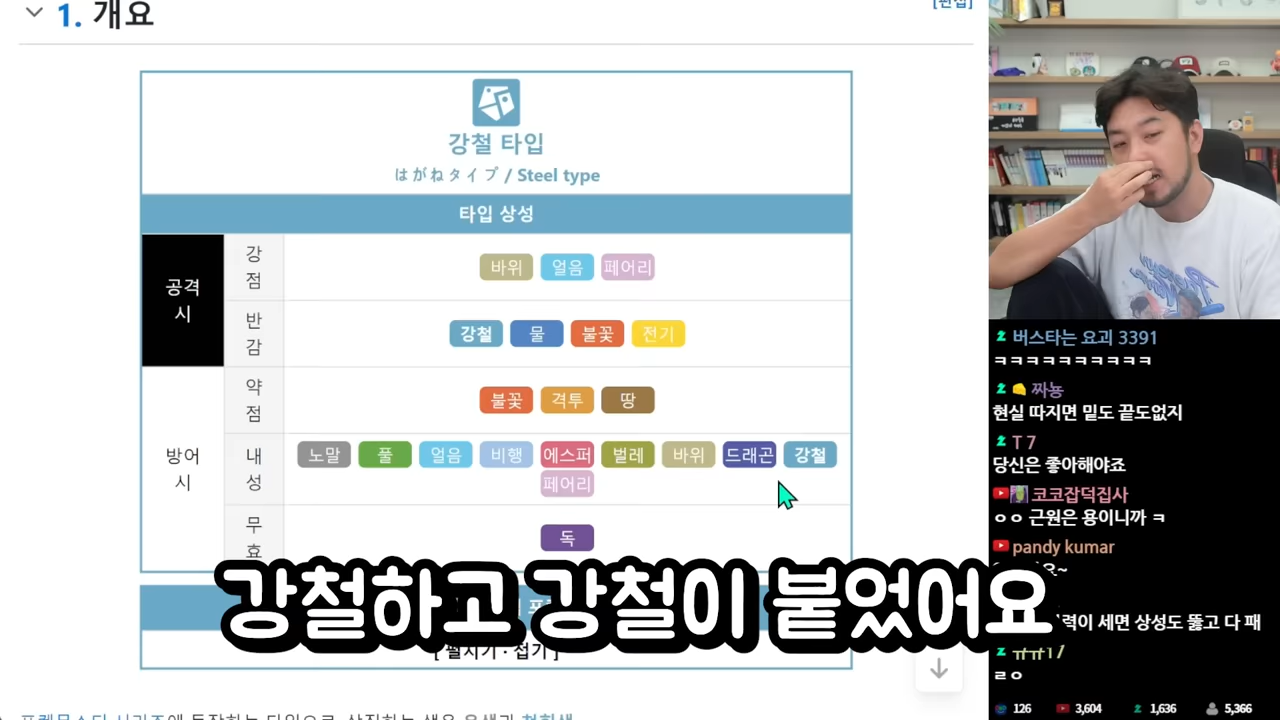 1. 개요
[편집]
강철 타입
はがねタイプ / Steel type
타입 상성
공격시
강점
바위 얼음 페어리
반감
강철 물 불꽃 전기
방어시
약점
불꽃 격투 땅
내성
노말 풀 얼음 비행 에스퍼 벌레 바위 드래곤 강철
페어리
무효
독
강철하고 강철이 붙었어요
[ 펼치기 · 접기 ]
버스타는 요괴 3391
ㅋㅋㅋㅋㅋㅋㅋㅋㅋㅋ
짜뇽
현실 따지면 밑도 끝도없지
T 7
당신은 좋아해야죠
코코잡덕집사
ㅇㅇ 근원은 용이니까 ㅋ
pandy kumar
력이 세면 상성도 뚫고 다 패
ㅠㅠ17
ㄹㅇ
126 3,604 1,636 5,366